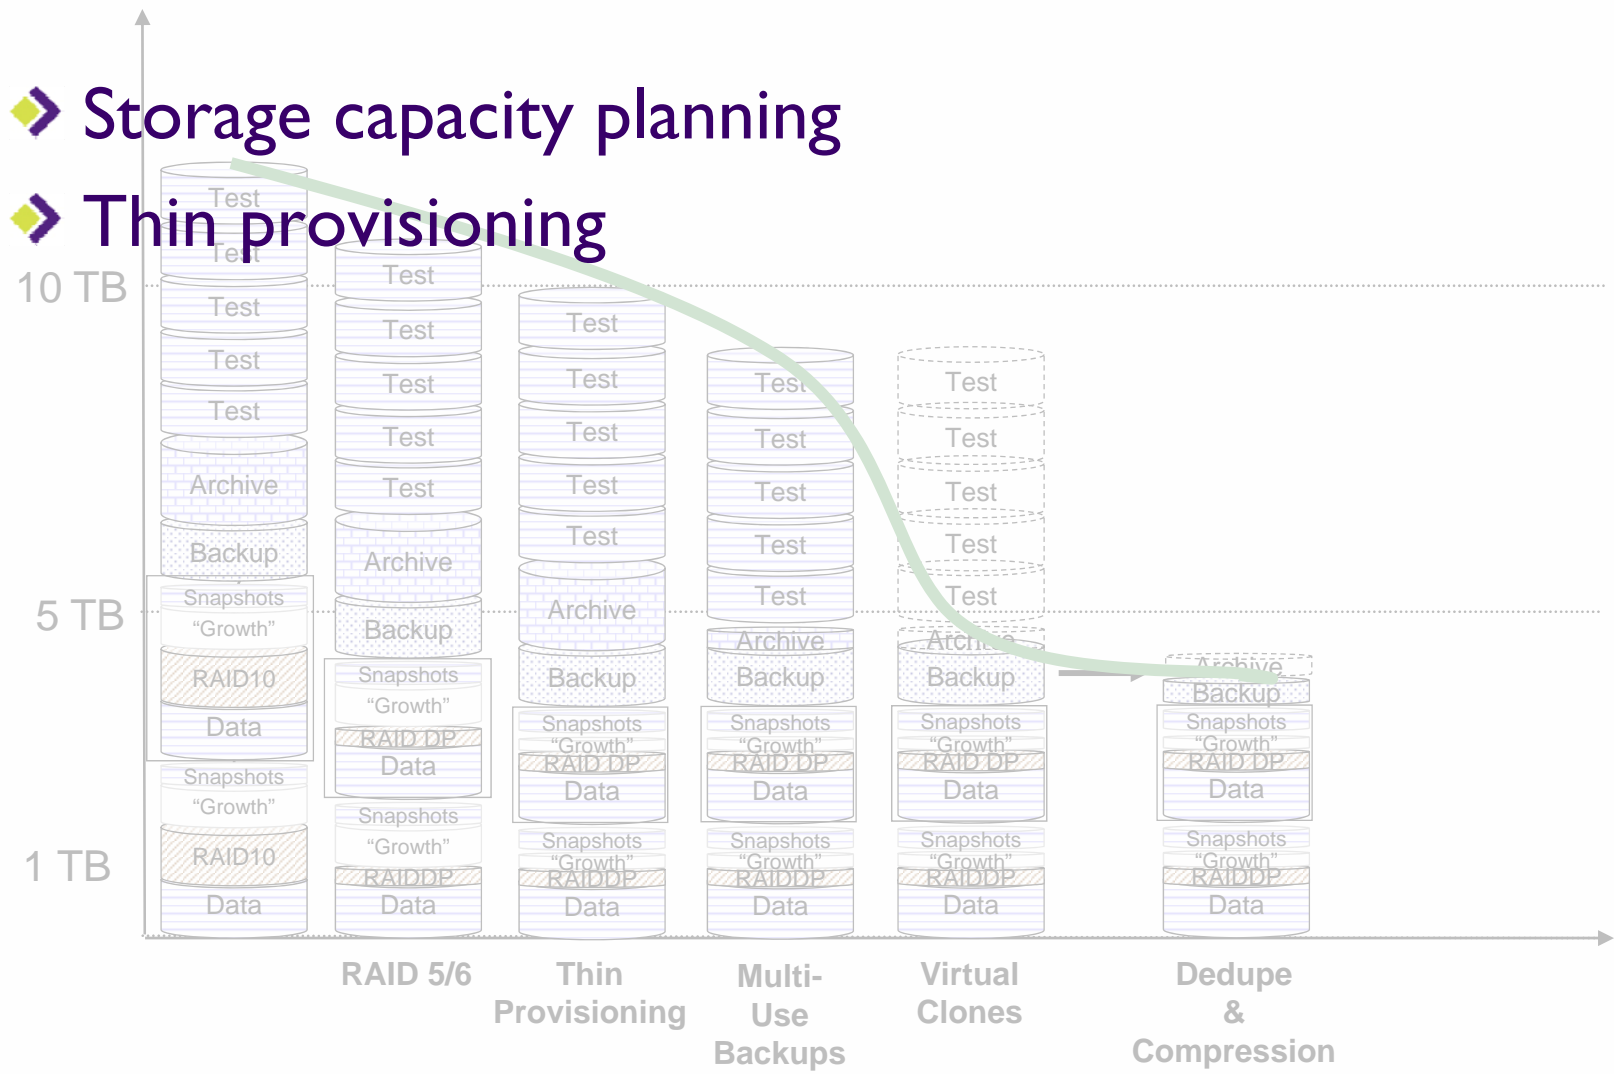 Storage capacity planning
Thin provisioning
10 TB
5 TB
1 TB
Test
Test
Test
Test
Test
Archive
Backup
Snapshots
“Growth”
RAID10
Data
Snapshots
“Growth”
RAID10
Data
Test
Test
Test
Test
Test
Archive
Backup
Snapshots
“Growth”
RAID DP
Data
Snapshots
“Growth”
RAIDDP
Data
RAID 5/6
Test
Test
Test
Test
Test
Archive
Backup
Snapshots
“Growth”
RAID DP
Data
Snapshots
“Growth”
RAIDDP
Data
Thin
Provisioning
Test
Test
Test
Test
Test
Archive
Backup
Snapshots
“Growth”
RAID DP
Data
Snapshots
“Growth”
RAIDDP
Data
Multi-
Use
Backups
Test
Test
Test
Test
Test
Archive
Backup
Snapshots
“Growth”
RAID DP
Data
Snapshots
“Growth”
RAIDDP
Data
Virtual
Clones
Archive
Backup
Snapshots
“Growth”
RAID DP
Data
Snapshots
“Growth”
RAIDDP
Data
Dedupe
&
Compression